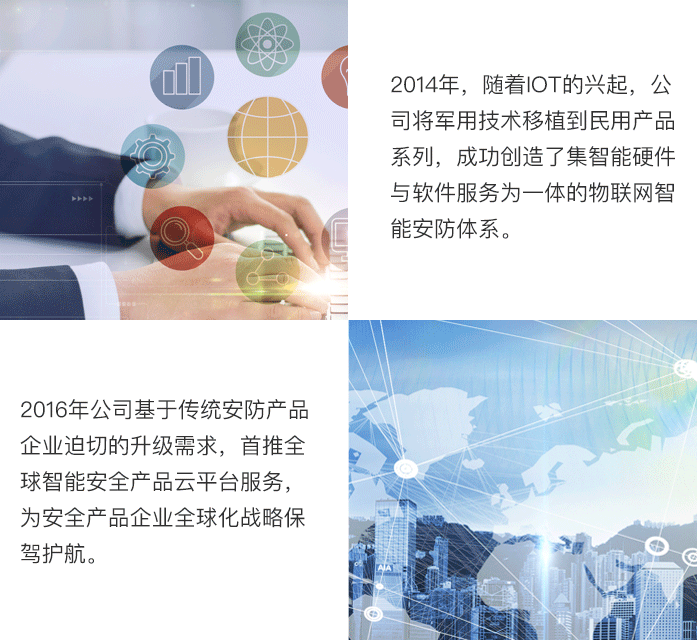 2014年，随着IOT的兴起，公
司将军用技术移植到民用产品
系列，成功创造了集智能硬件
与软件服务为一体的物联网智
能安防体系。
2016年公司基于传统安防产品
企业迫切的升级需求，首推全
球智能安全产品云平台服务，
为安全产品企业全球化战略保
驾护航。
AIA